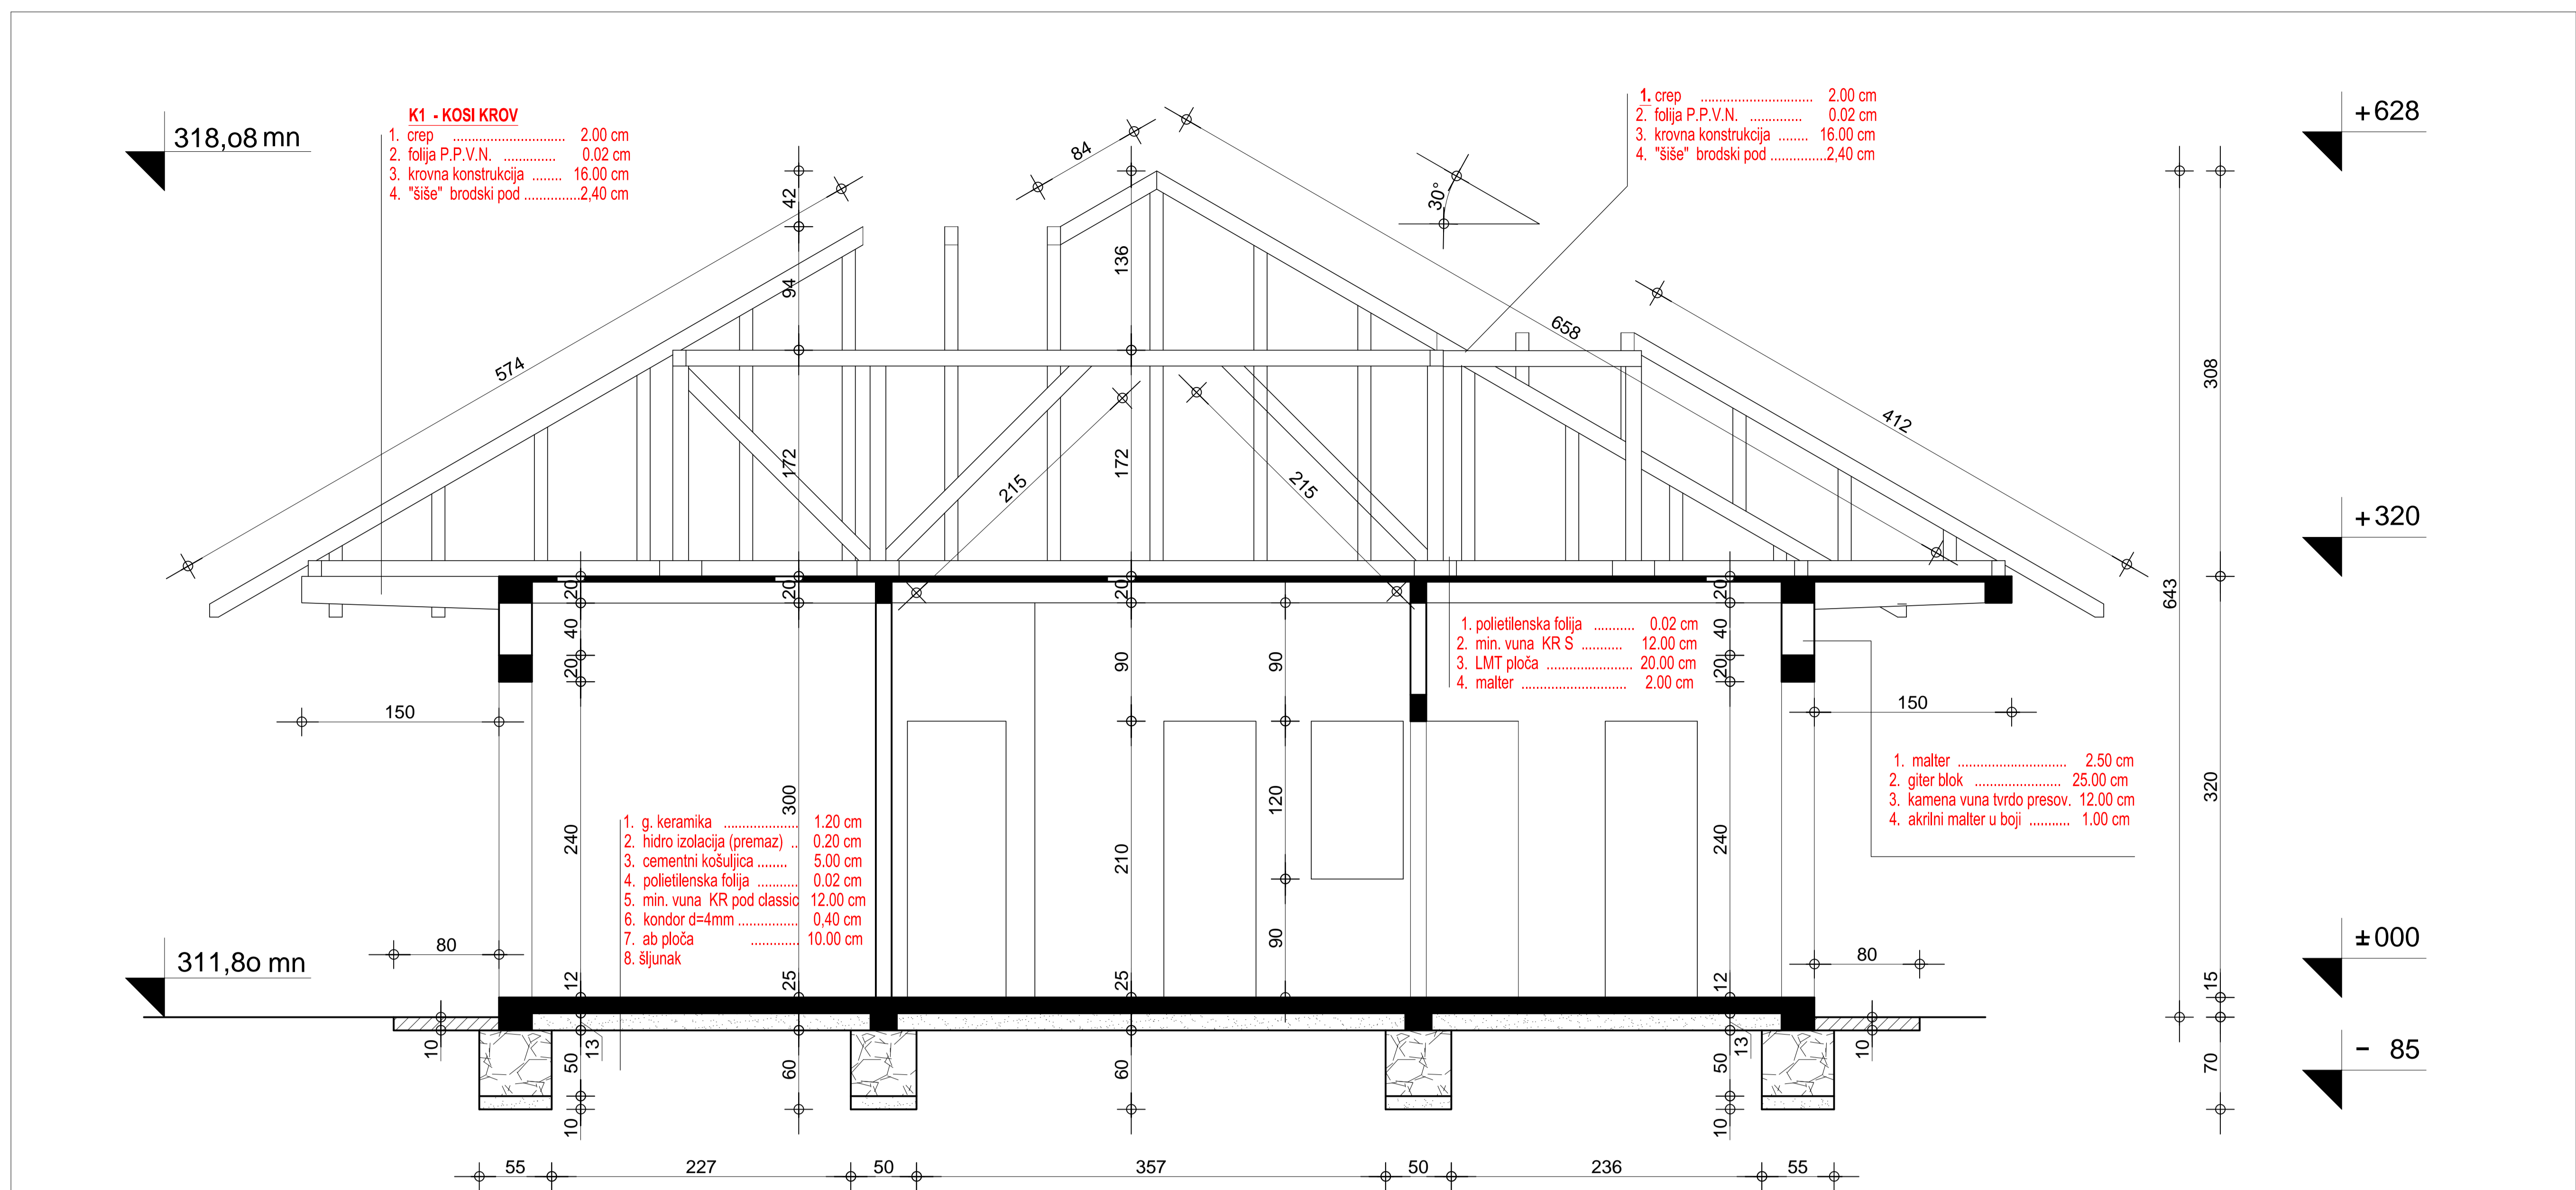 318,o8 mn
K1 - KOSI KROV
1. crep .............................. 2.00 cm
2. folija P.P.V.N. .............. 0.02 cm
3. krovna konstrukcija ........ 16.00 cm
4. "šiše" brodski pod ...............2,40 cm
1. crep .............................. 2.00 cm
2. folija P.P.V.N. .............. 0.02 cm
3. krovna konstrukcija ........ 16.00 cm
4. "šiše" brodski pod ...............2,40 cm
+628
84
42
30°
136
94
574
658
308
412
172
172
215
215
+320
20
20
20
20
643
40
40
20
20
90
90
1. polietilenska folija ........... 0.02 cm
2. min. vuna KR S ........... 12.00 cm
3. LMT ploča ....................... 20.00 cm
4. malter ............................ 2.00 cm
150
150
1. malter ............................. 2.50 cm
2. giter blok ....................... 25.00 cm
3. kamena vuna tvrdo presov. 12.00 cm
4. akrilni malter u boji ........... 1.00 cm
300
120
320
240
210
240
1. g. keramika .................... 1.20 cm
2. hidro izolacija (premaz) .. 0.20 cm
3. cementni košuljica ........ 5.00 cm
4. polietilenska folija ........... 0.02 cm
5. min. vuna KR pod classic 12.00 cm
6. kondor d=4mm ................ 0,40 cm
7. ab ploča ............. 10.00 cm
8. šljunak
90
80
80
±000
311,8o mn
12
25
25
12
15
10
13
50
60
60
50
13
10
70
- 85
10
10
55
227
50
357
50
236
55